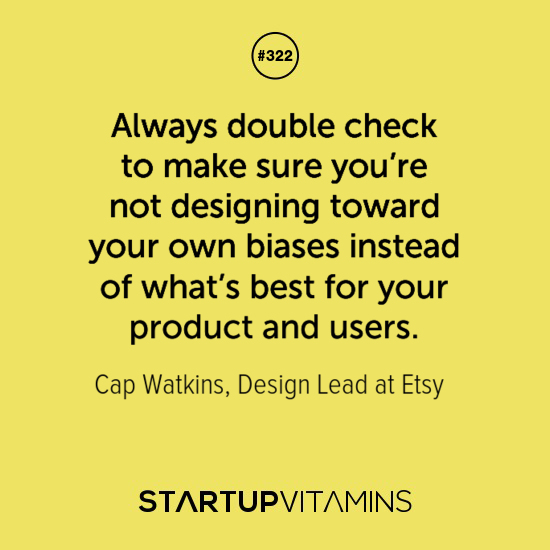 #322
Always double check
to make sure you’re
not designing toward
your own biases instead
of what’s best for your
product and users.
Cap Watkins, Design Lead at Etsy
STARTUPVITAMINS